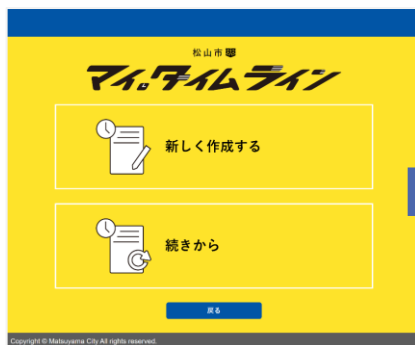 松山市
マイ。タイムライン
新しく作成する
続きから
戻る
Copyright © Matsuyama City All rights reserved.